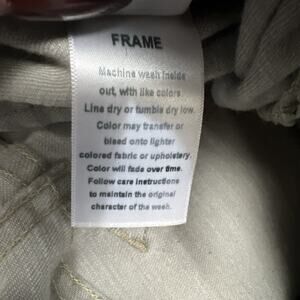 FRAME
Machine wash inside
out, with like colors.
Line dry or tumble dry low.
Color may transfer or
bleed onto lighter
colored fabric or upholstery.
Color will fade over time.
Follow care instructions
to maintain the original
character of the wash.